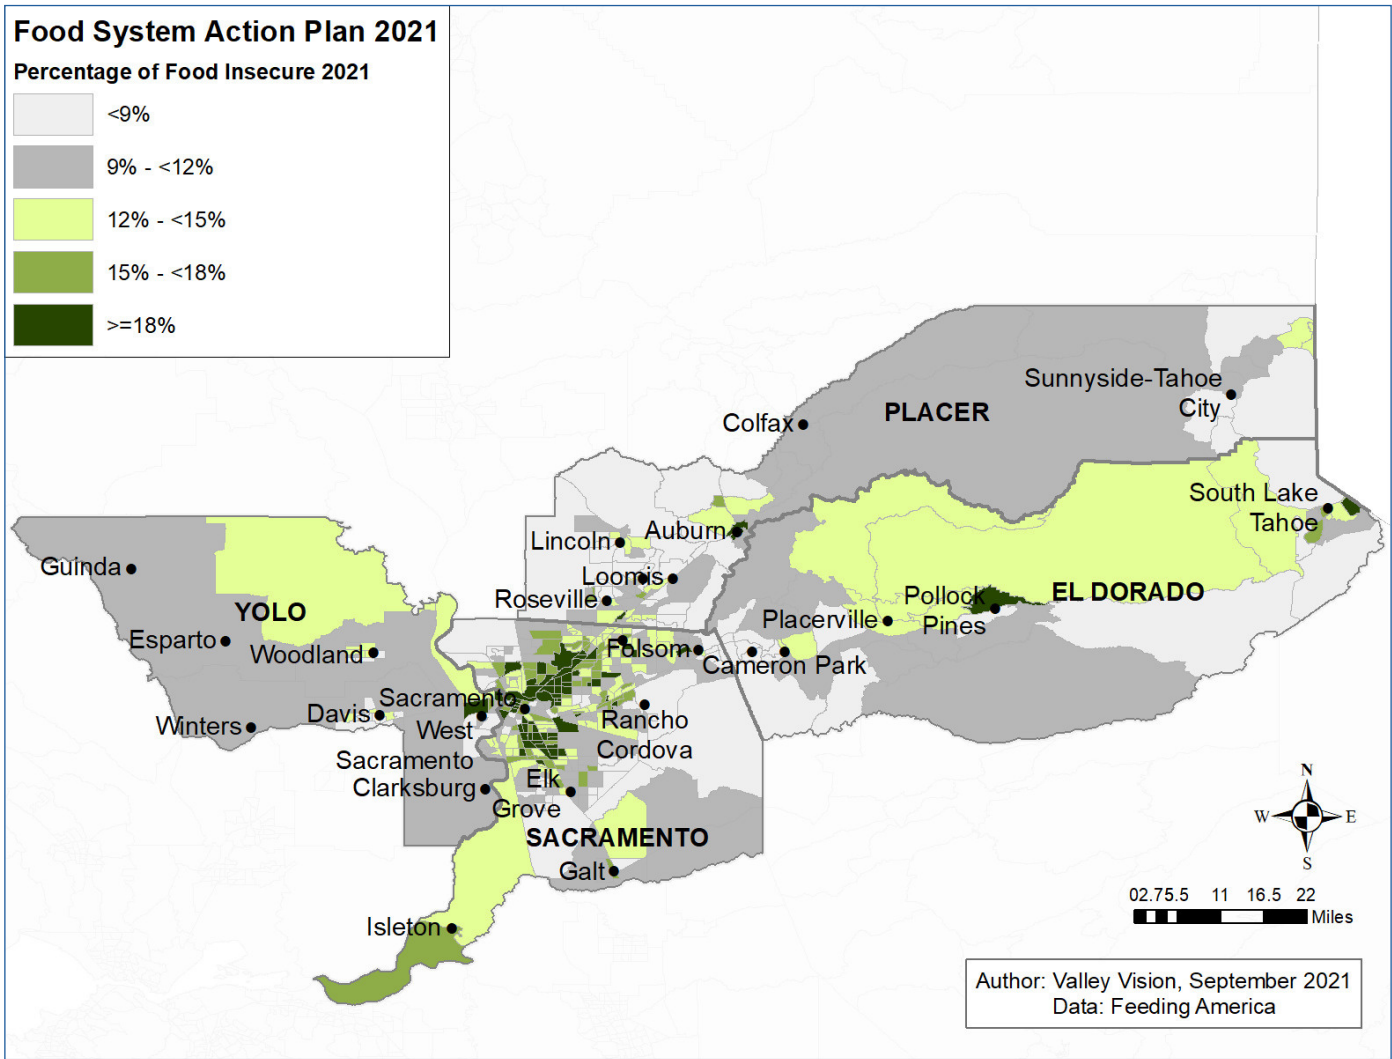 Food System Action Plan 2021
Percentage of Food Insecure 2021
<9%
9% - <12%
12% - <15%
15% - <18%
>=18%
Sunnyside-Tahoe
City
PLACER
Colfax
South Lake
Tahoe
Auburn
Lincoln
Loomis
Roseville
Guinda
YOLO
EL DORADO
Pollock
Pines
Placerville
Esparto
Woodland
Folsom
Cameron Park
Sacramento
Davis
Winters
West
Sacramento
Rancho
Cordova
Clarksburg
Elk
Grove
SACRAMENTO
Galt
Isleton
N
W
E
S
02.75 5.5 11 16.5 22
Miles
Author: Valley Vision, September 2021
Data: Feeding America